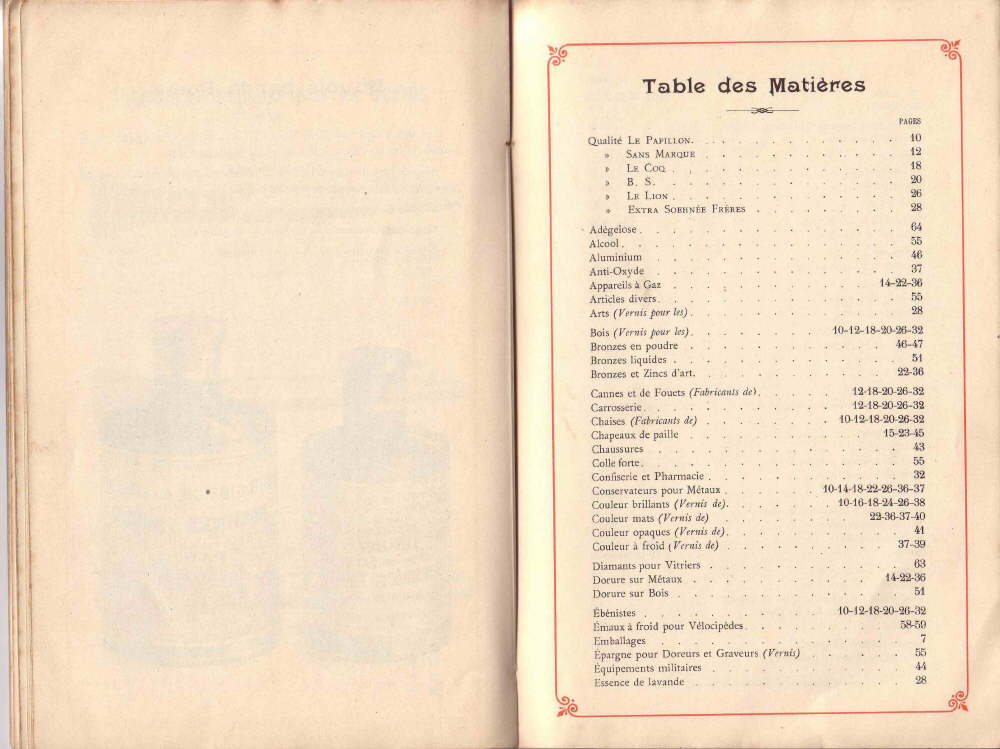 Table des Matières
PAGES
Qualité LE PAPILLON. 10
» SANS MARQUE 12
» LE COQ 18
» B. S. 20
» LE LION 26
» EXTRA SOEHNÉE FRÈRES 28
Adégelose 64
Alcool 55
Aluminium 46
Anti-Oxyde 37
Appareils à Gaz 14-22-36
Articles divers 55
Arts (Vernis pour les) 28
Bois (Vernis pour les) 10-12-18-20-26-32
Bronzes en poudre 46-47
Bronzes liquides 51
Bronzes et Zincs d'art. 22-36
Cannes et de Fouets (Fabricants de) 12-18-20-26-32
Carrosserie 12-18-20-26-32
Chaises (Fabricants de) 10-12-18-20-26-32
Chapeaux de paille 15-23-45
Chaussures 43
Colle forte 55
Confiserie et Pharmacie 32
Conservateurs pour Métaux 10-14-18-22-26-36-37
Couleur brillants (Vernis de) 10-16-18-24-26-38
Couleur mats (Vernis de) 22-36-37-40
Couleur opaques (Vernis de) 41
Couleur à froid (Vernis de) 37-39
Diamants pour Vitriers 63
Dorure sur Métaux 14-22-36
Dorure sur Bois 51
Ébénistes 10-12-18-20-26-32
Émaux à froid pour Vélocipèdes 58-59
Emballages 7
Épargne pour Doreurs et Graveurs (Vernis) 55
Équipements militaires 44
Essence de lavande 28